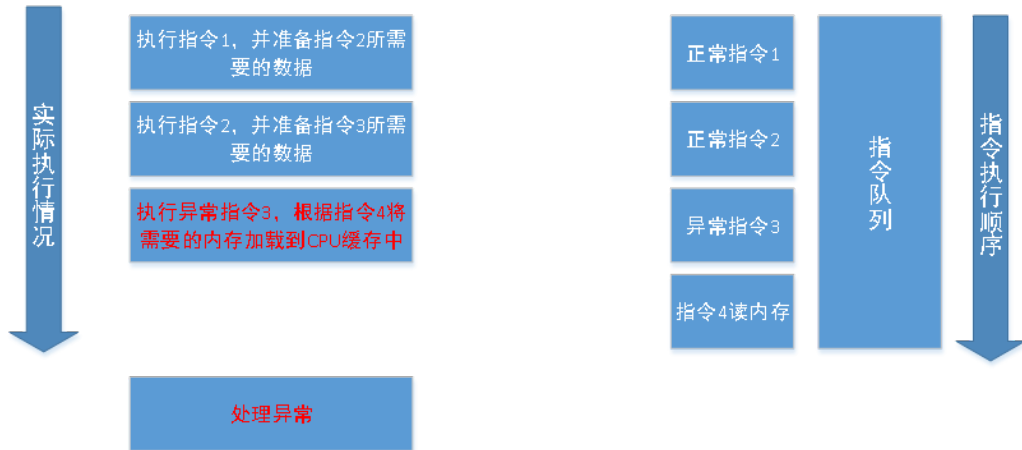 实际执行情况
执行指令1，并准备指令2所需
要的数据
执行指令2，并准备指令3所需
要的数据
执行异常指令3，根据指令4将
需要的内存加载到CPU缓存中
处理异常
正常指令1
正常指令2
异常指令3
指令4读内存
指令队列
指令执行顺序